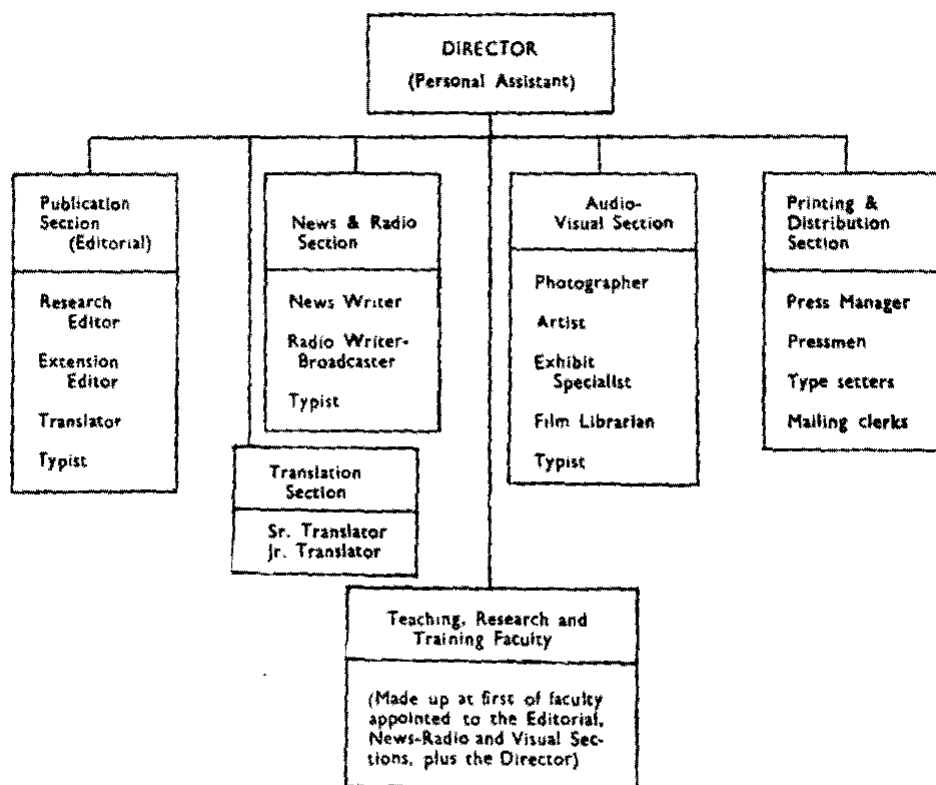 DIRECTOR
(Personal Assistant)
Publication
Section
(Editorial)
Research
Editor
Extension
Editor
Translator
Typist
News & Radio
Section
News Writer
Radio Writer-
Broadcaster
Typist
Translation
Section
Sr. Translator
Jr. Translator
Audio-
Visual Section
Photographer
Artist
Exhibit
Specialist
Film Librarian
Typist
Printing &
Distribution
Section
Press Manager
Pressmen
Type setters
Mailing clerks
Teaching, Research and
Training Faculty
(Made up at first of faculty
appointed to the Editorial,
News-Radio and Visual Sec-
tions, plus the Director)